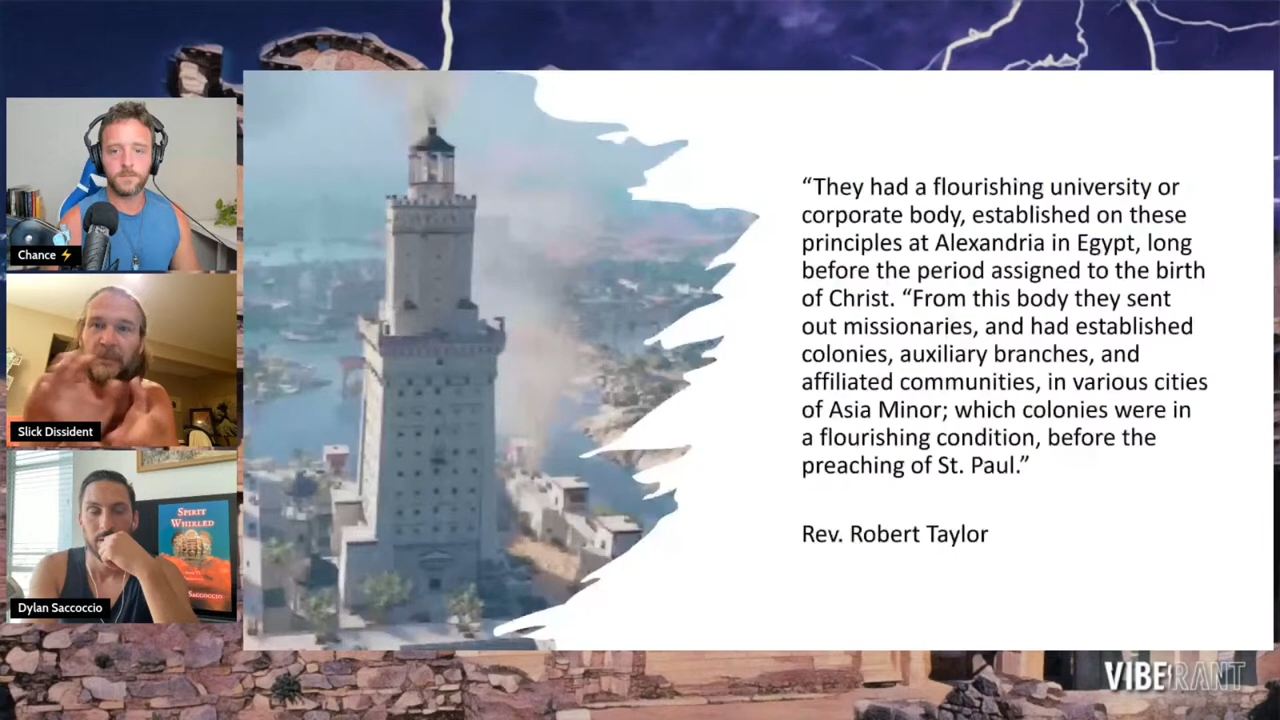 Chance ⚡
Slick Dissident
SPIRIT
WHIRLED
SACCOCCIO
Dylan Saccoccio
“They had a flourishing university or
corporate body, established on these
principles at Alexandria in Egypt, long
before the period assigned to the birth
of Christ. “From this body they sent
out missionaries, and had established
colonies, auxiliary branches, and
affiliated communities, in various cities
of Asia Minor; which colonies were in
a flourishing condition, before the
preaching of St. Paul.”
Rev. Robert Taylor
VIBERANT